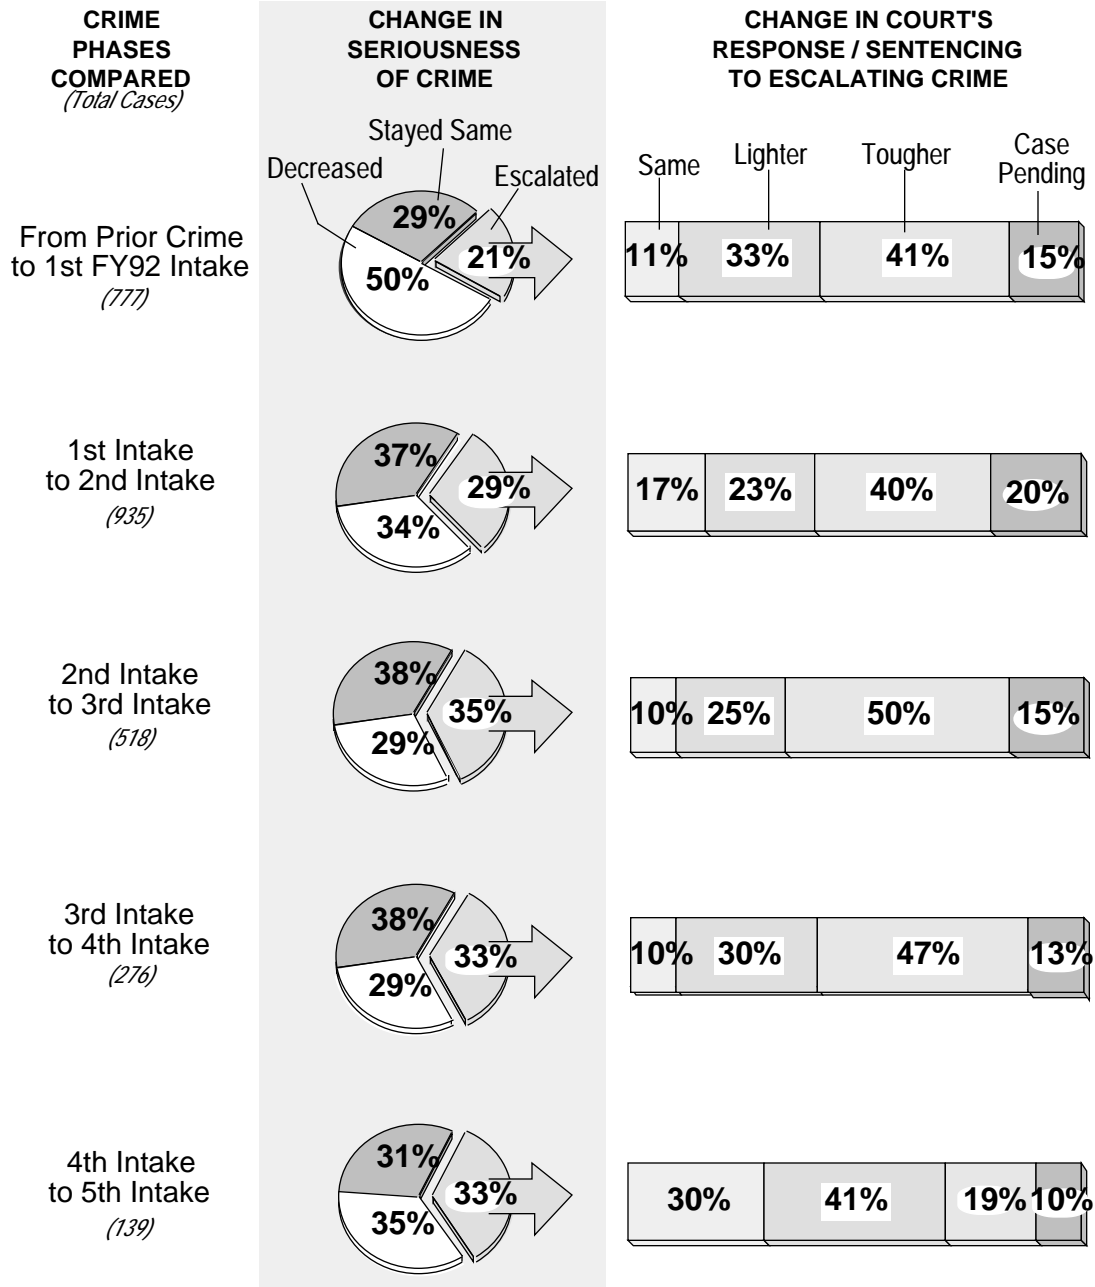 CRIME
PHASES
COMPARED
(Total Cases)
CHANGE IN
SERIOUSNESS
OF CRIME
CHANGE IN COURT'S
RESPONSE / SENTENCING
TO ESCALATING CRIME
Stayed Same
Decreased
Escalated
Same
Lighter
Tougher
Case
Pending
From Prior Crime
to 1st FY92 Intake
(777)
29%
50%
21%
11% 33% 41% 15%
1st Intake
to 2nd Intake
(935)
37%
34%
29%
17% 23% 40% 20%
2nd Intake
to 3rd Intake
(518)
38%
29%
35%
10% 25% 50% 15%
3rd Intake
to 4th Intake
(276)
38%
29%
33%
10% 30% 47% 13%
4th Intake
to 5th Intake
(139)
31%
35%
33%
30% 41% 19% 10%